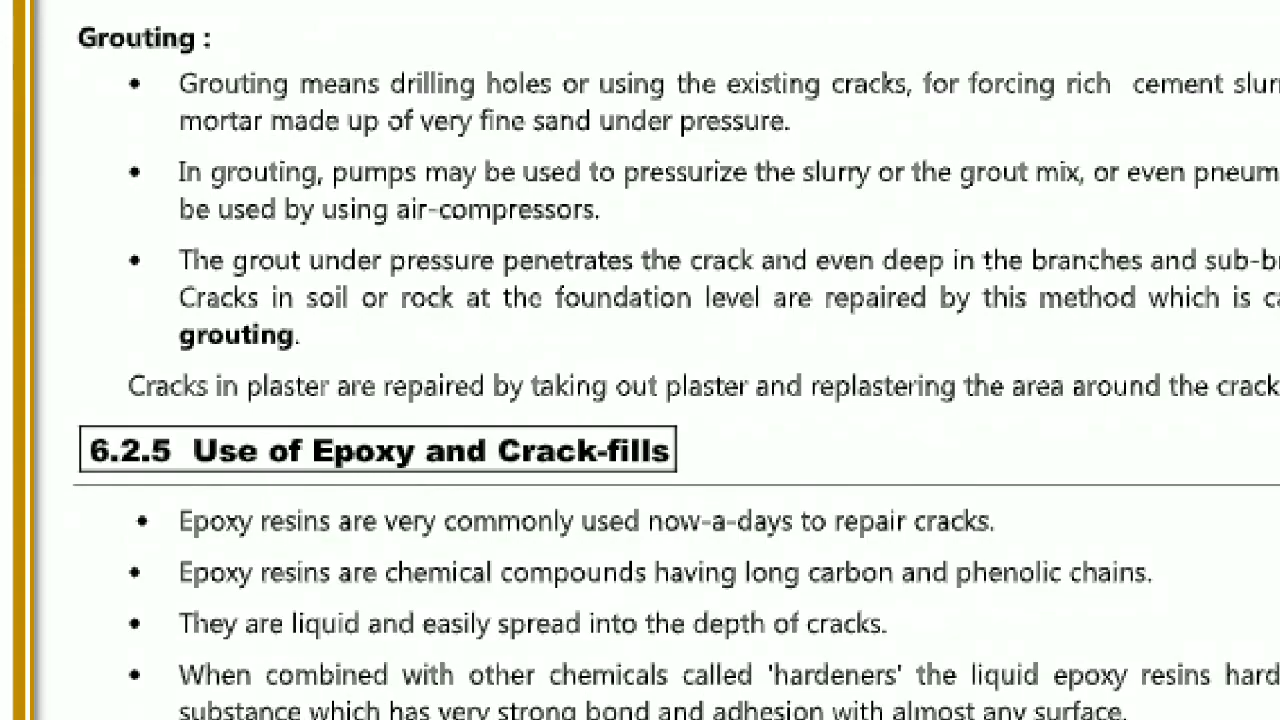 Grouting :
• Grouting means drilling holes or using the existing cracks, for forcing rich cement
mortar made up of very fine sand under pressure.
• In grouting, pumps may be used to pressurize the slurry or the grout mix, or even
be used by using air-compressors.
• The grout under pressure penetrates the crack and even deep in the branches and
Cracks in soil or rock at the foundation level are repaired by this method which is
grouting.
Cracks in plaster are repaired by taking out plaster and replastering the area around the crack
6.2.5 Use of Epoxy and Crack-fills
• Epoxy resins are very commonly used now-a-days to repair cracks.
• Epoxy resins are chemical compounds having long carbon and phenolic chains.
• They are liquid and easily spread into the depth of cracks.
• When combined with other chemicals called 'hardeners' the liquid epoxy resins
substance which has very strong bond and adhesion with almost any surface.